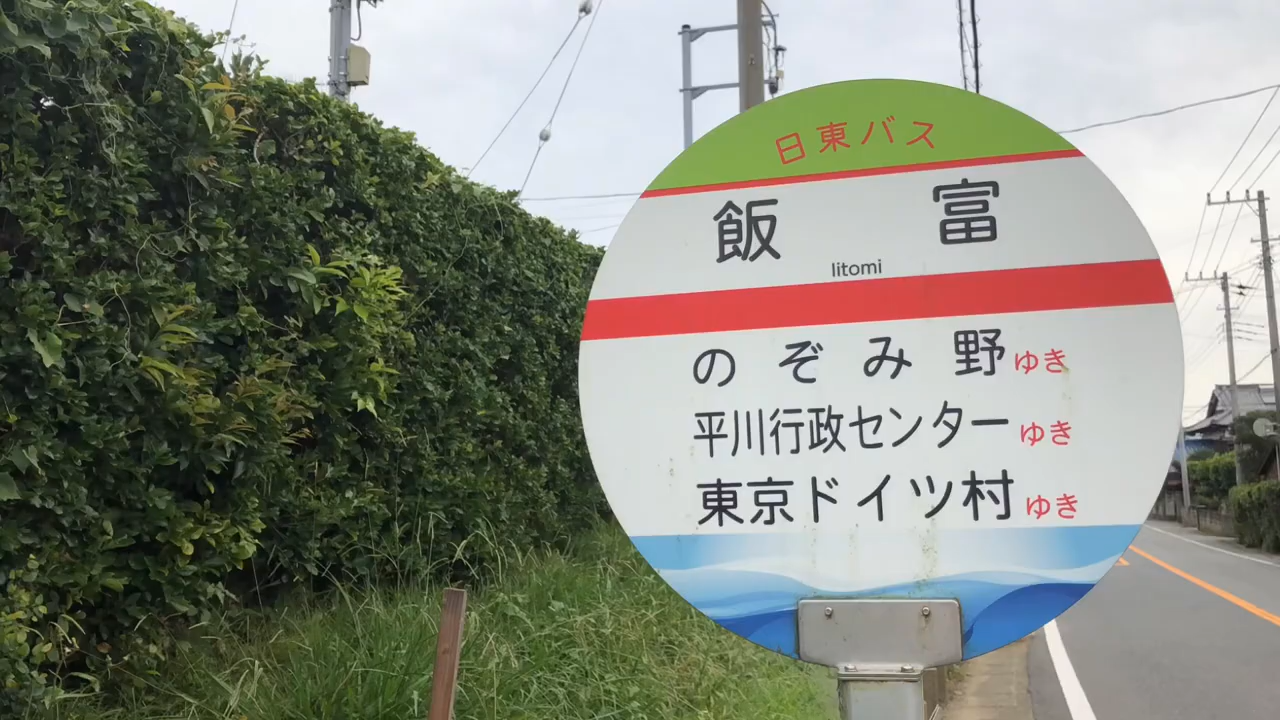 日東バス
飯富
Iitomi
のぞみ野ゆき
平川行政センターゆき
東京ドイツ村ゆき